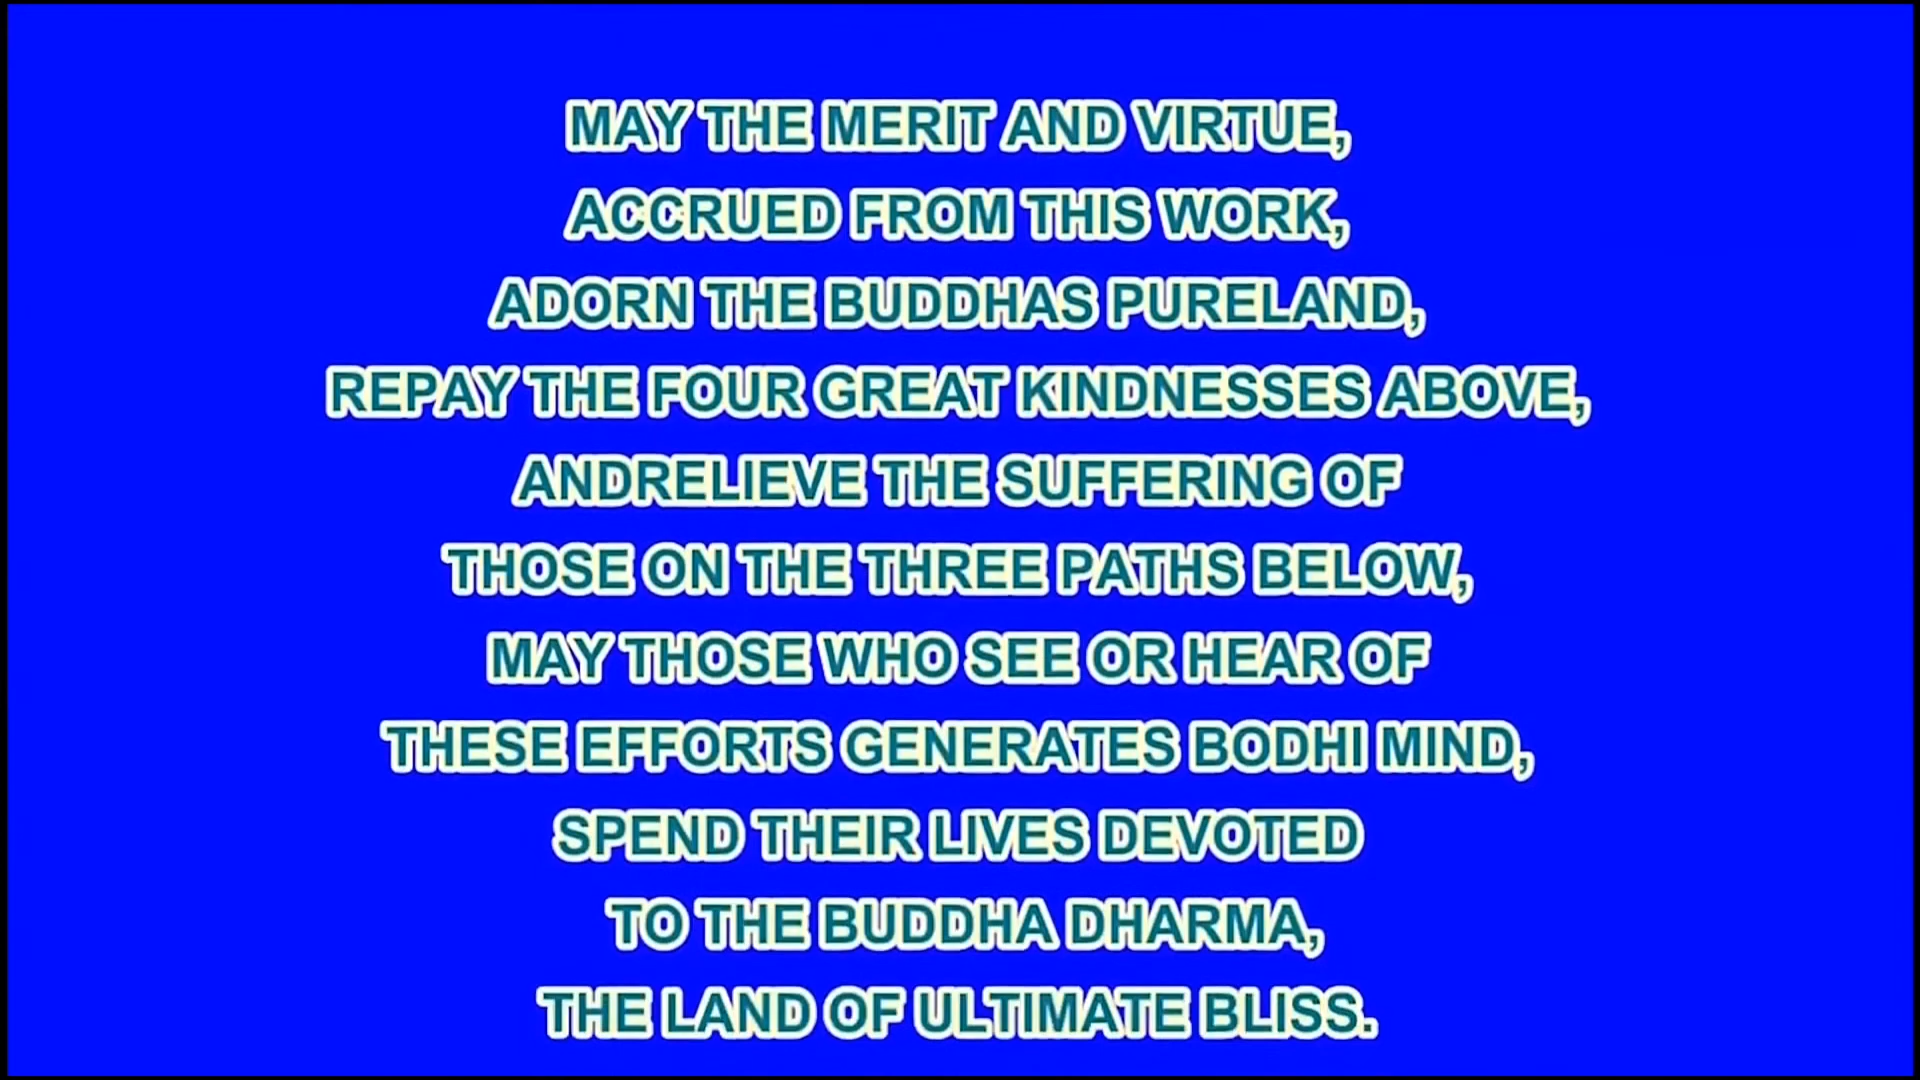 MAY THE MERIT AND VIRTUE,
ACCRUED FROM THIS WORK,
ADORN THE BUDDHAS PURELAND,
REPAY THE FOUR GREAT KINDNESSES ABOVE,
ANDRELIEVE THE SUFFERING OF
THOSE ON THE THREE PATHS BELOW,
MAY THOSE WHO SEE OR HEAR OF
THESE EFFORTS GENERATES BODHI MIND,
SPEND THEIR LIVES DEVOTED
TO THE BUDDHA DHARMA,
THE LAND OF ULTIMATE BLISS.